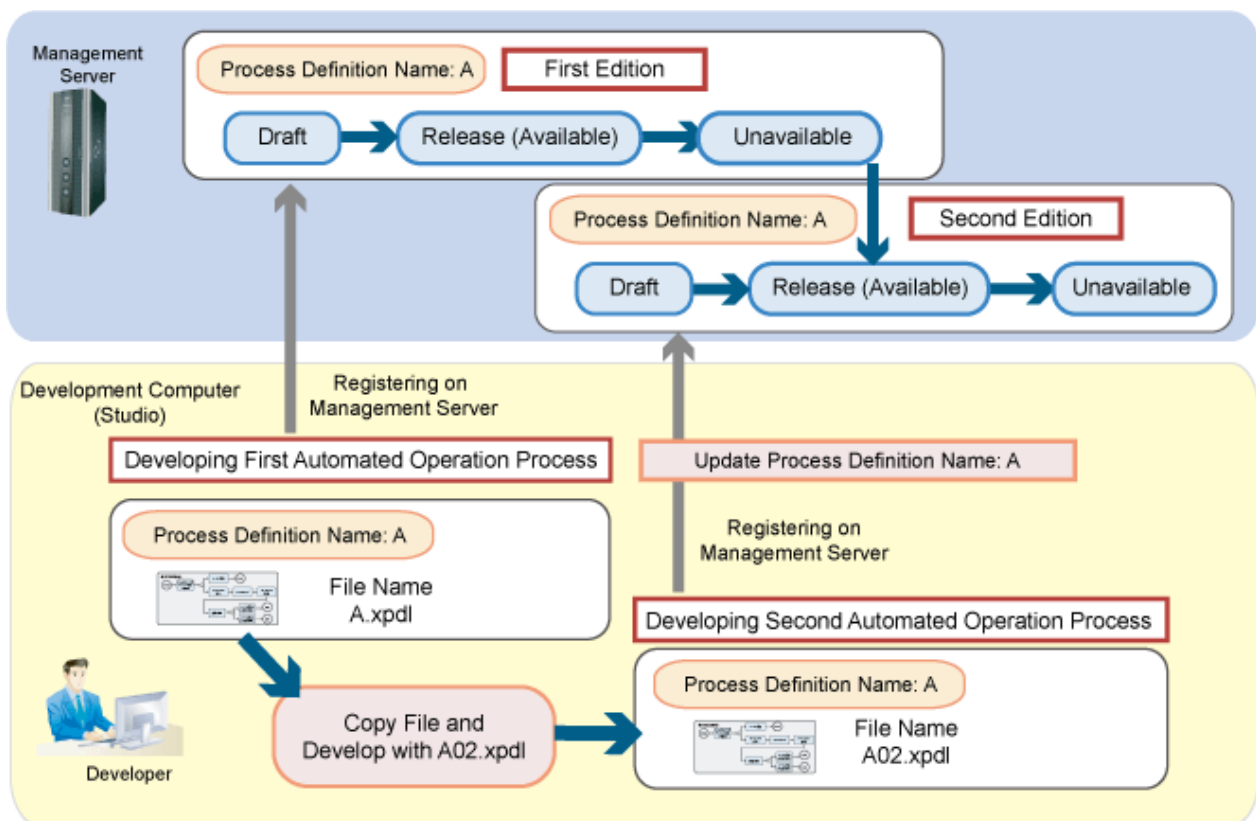 Management
Server
Process Definition Name: A
First Edition
Draft
Release (Available)
Unavailable
Process Definition Name: A
Second Edition
Draft
Release (Available)
Unavailable
Development Computer
(Studio)
Registering on
Management Server
Developing First Automated Operation Process
Update Process Definition Name: A
Process Definition Name: A
File Name
A.xpdl
Registering on
Management Server
Developing Second Automated Operation Process
Process Definition Name: A
File Name
A02.xpdl
Copy File and
Develop with A02.xpdl
Developer